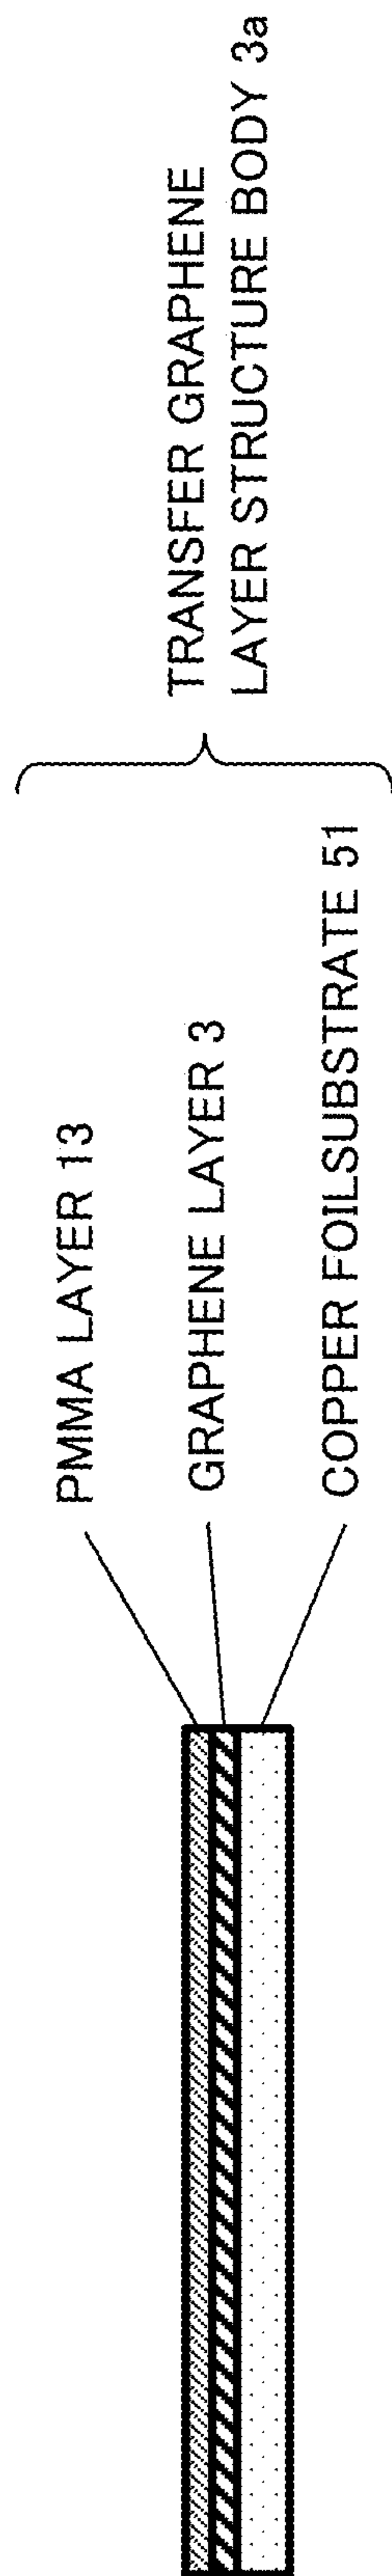 PMMA LAYER 13
GRAPHENE LAYER 3
COPPER FOILSUBSTRATE 51
TRANSFER GRAPHENE
LAYER STRUCTURE BODY 3a